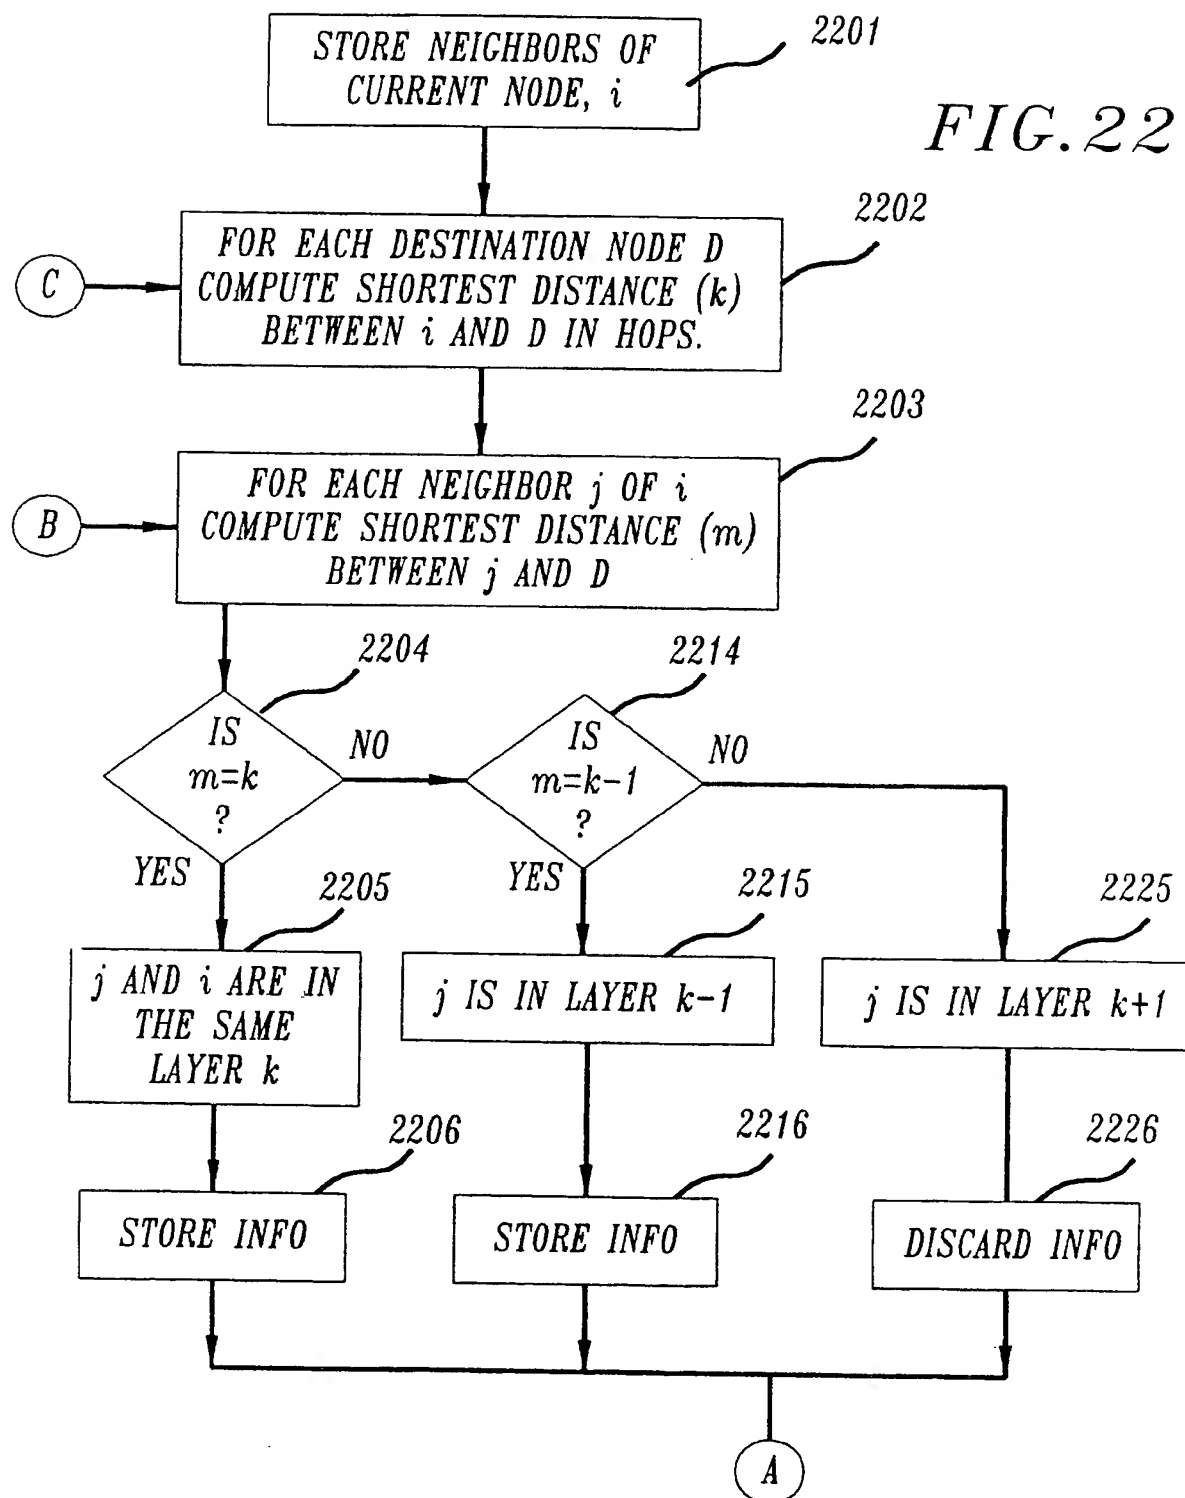 STORE NEIGHBORS OF
CURRENT NODE, i
2201
FIG.22
2202
FOR EACH DESTINATION NODE D
COMPUTE SHORTEST DISTANCE (k)
BETWEEN i AND D IN HOPS.
C
2203
FOR EACH NEIGHBOR j OF i
COMPUTE SHORTEST DISTANCE (m)
BETWEEN j AND D
B
2204
IS
m=k
?
NO
YES
2214
IS
m=k-1
?
NO
YES
2205
j AND i ARE IN
THE SAME
LAYER k
2215
j IS IN LAYER k-1
2225
j IS IN LAYER k+1
2206
STORE INFO
2216
STORE INFO
2226
DISCARD INFO
A